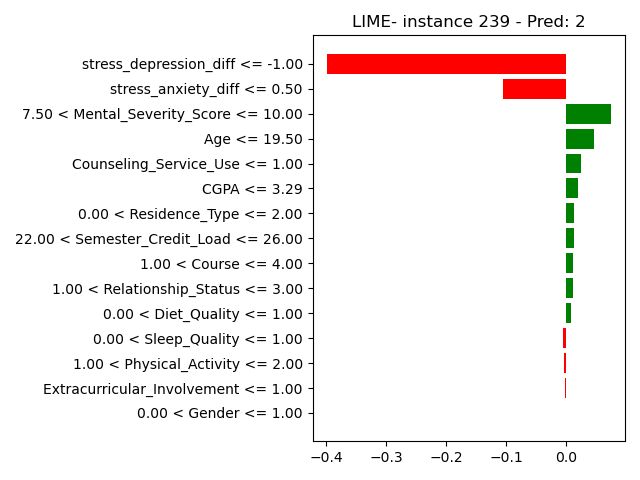 LIME- instance 239 - Pred: 2
stress_depression_diff <= -1.00
stress_anxiety_diff <= 0.50
7.50 < Mental_Severity_Score <= 10.00
Age <= 19.50
Counseling_Service_Use <= 1.00
CGPA <= 3.29
0.00 < Residence_Type <= 2.00
22.00 < Semester_Credit_Load <= 26.00
1.00 < Course <= 4.00
1.00 < Relationship_Status <= 3.00
0.00 < Diet_Quality <= 1.00
0.00 < Sleep_Quality <= 1.00
1.00 < Physical_Activity <= 2.00
Extracurricular_Involvement <= 1.00
0.00 < Gender <= 1.00
−0.4 −0.3 −0.2 −0.1 0.0